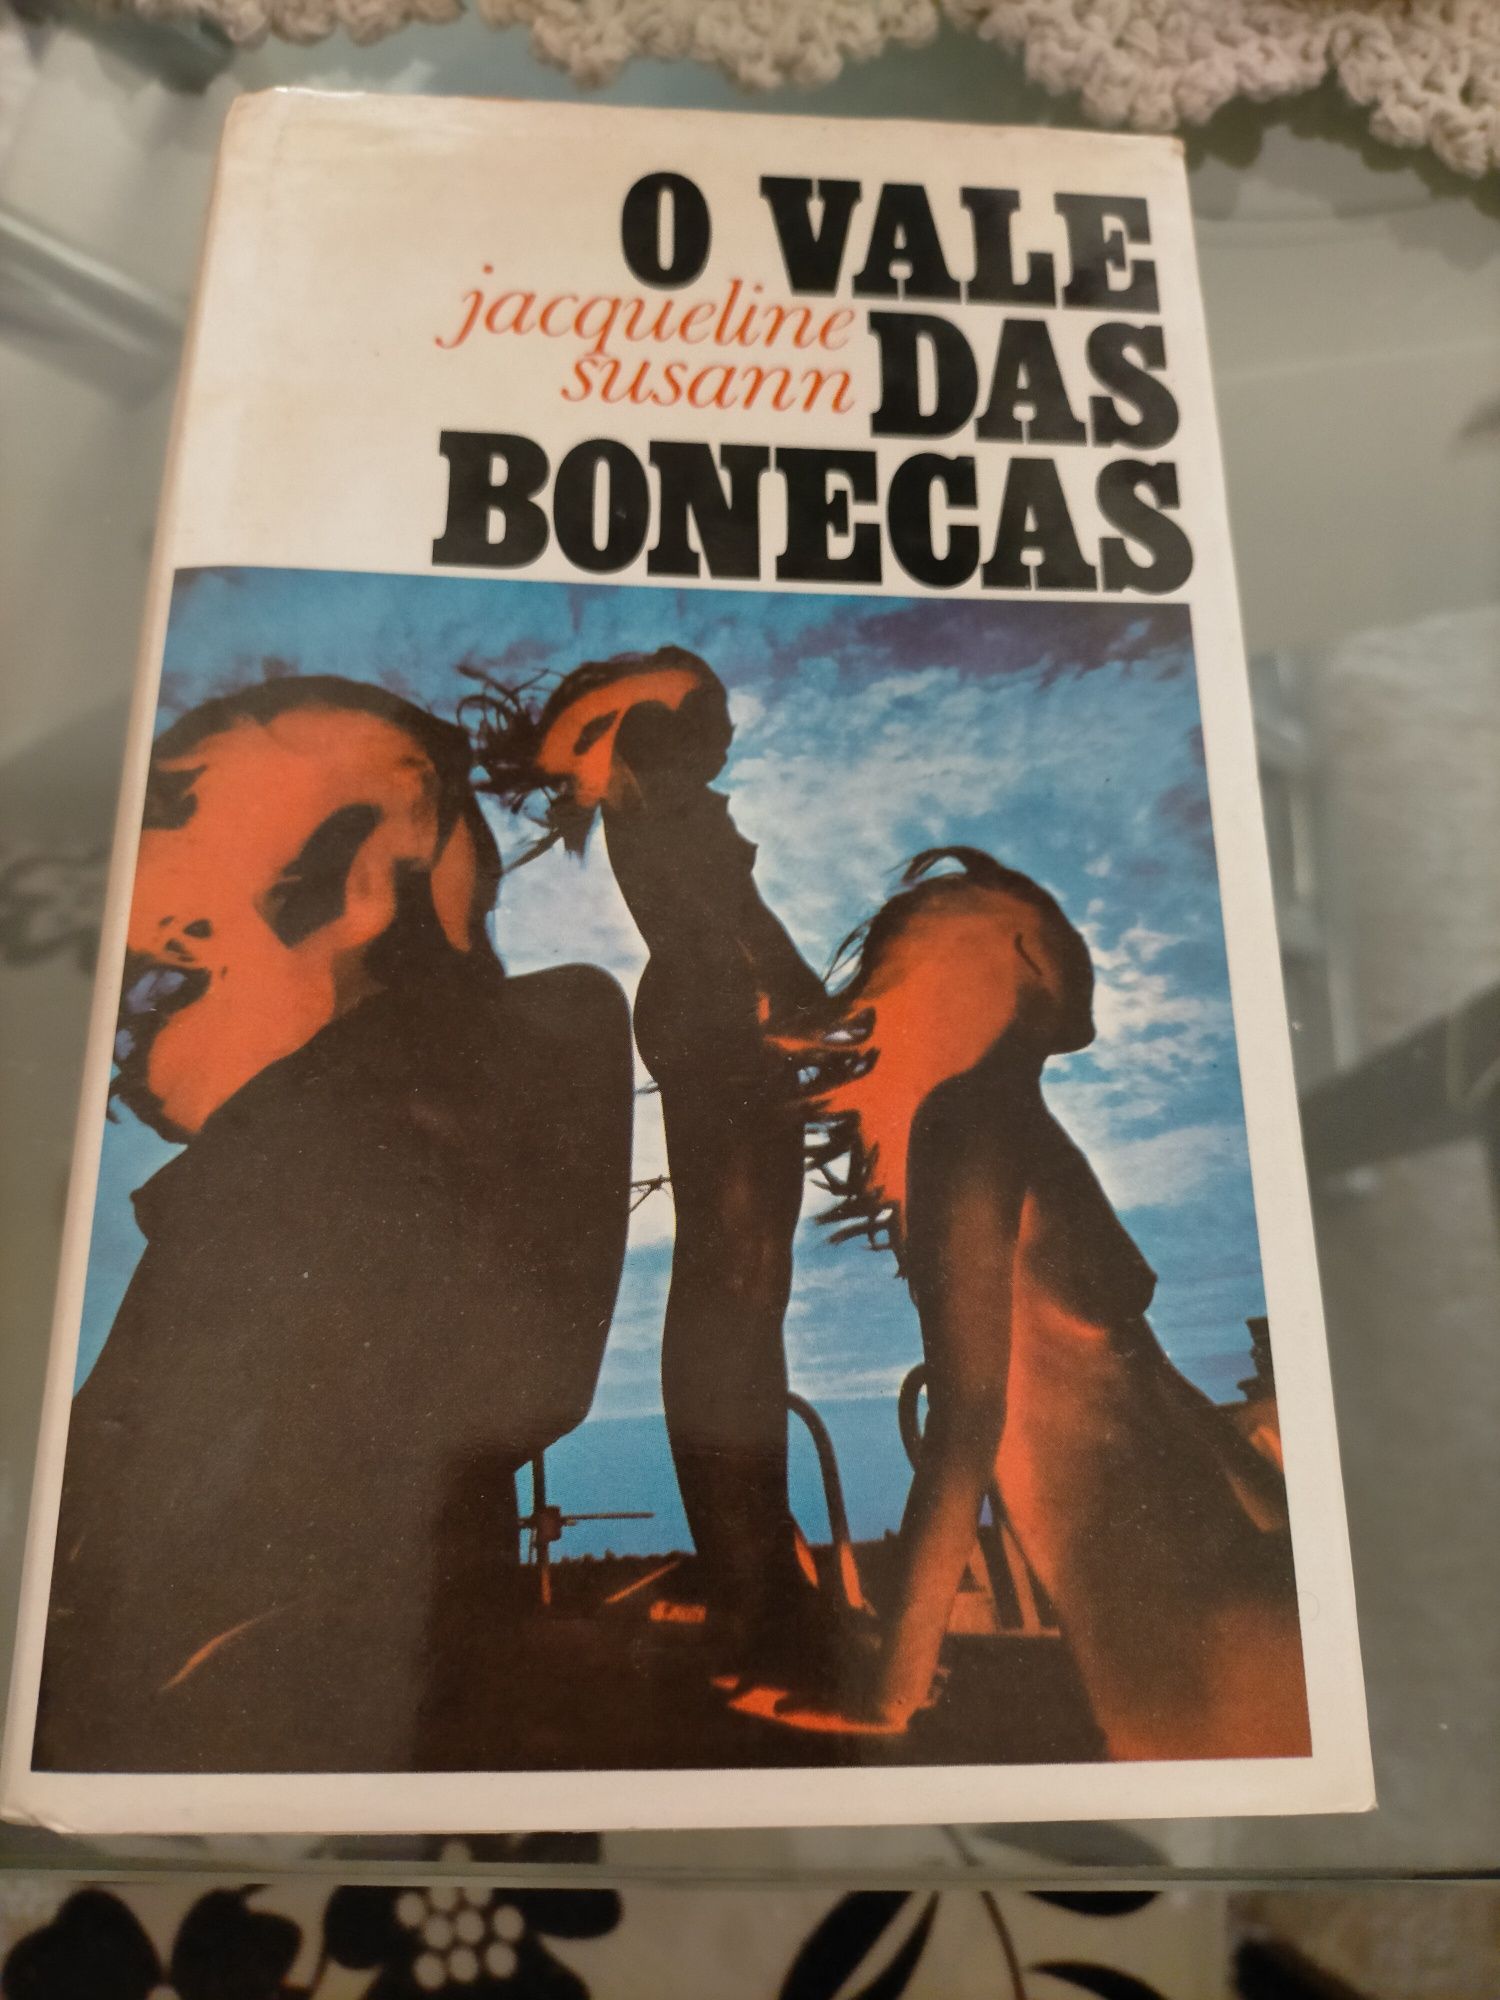 O VALE
jacqueline
susann
DAS
BONECAS